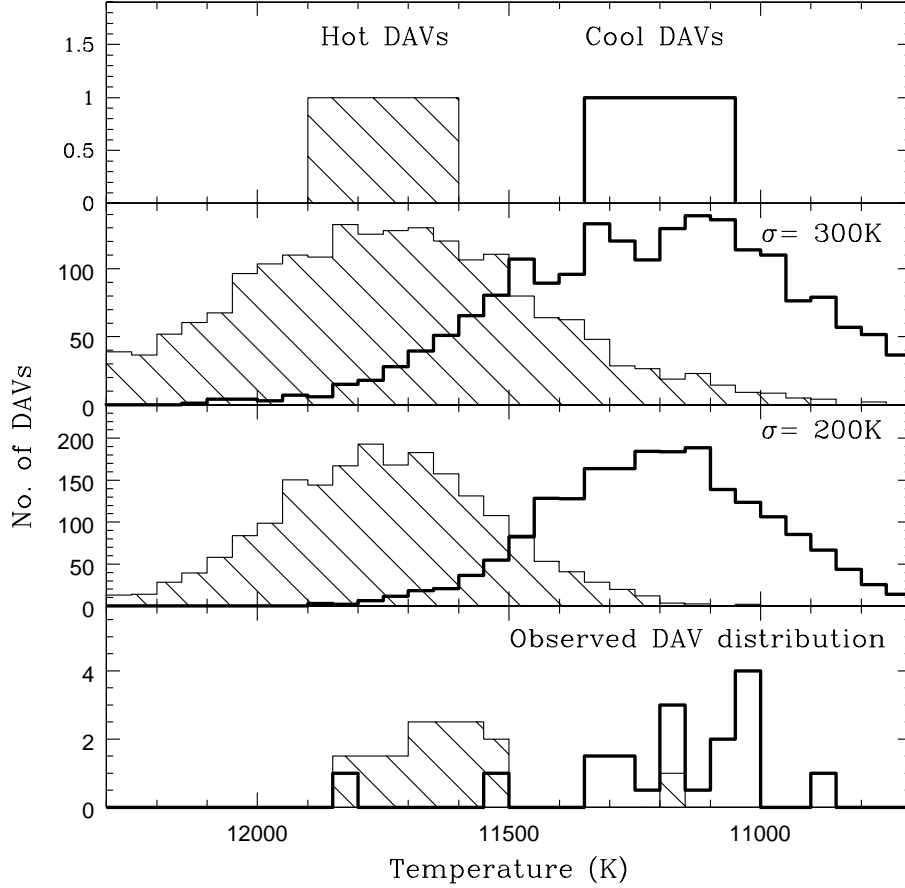 Hot DAVs Cool DAVs
1.5
1
0.5
0
σ= 300K
100
50
0
σ= 200K
200
150
100
50
0
Observed DAV distribution
4
2
0
No. of DAVs
12000 11500 11000
Temperature (K)